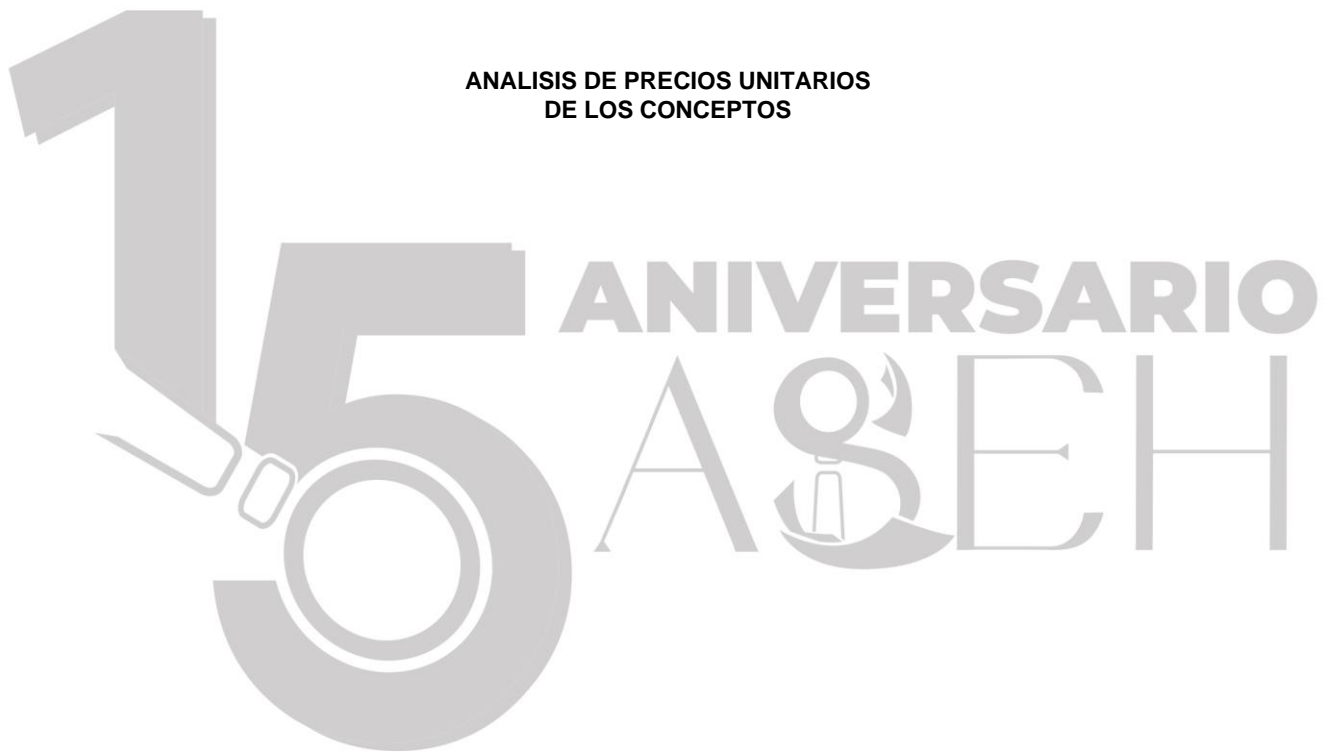 ANALISIS DE PRECIOS UNITARIOS
DE LOS CONCEPTOS
15
ANIVERSARIO
ASEH